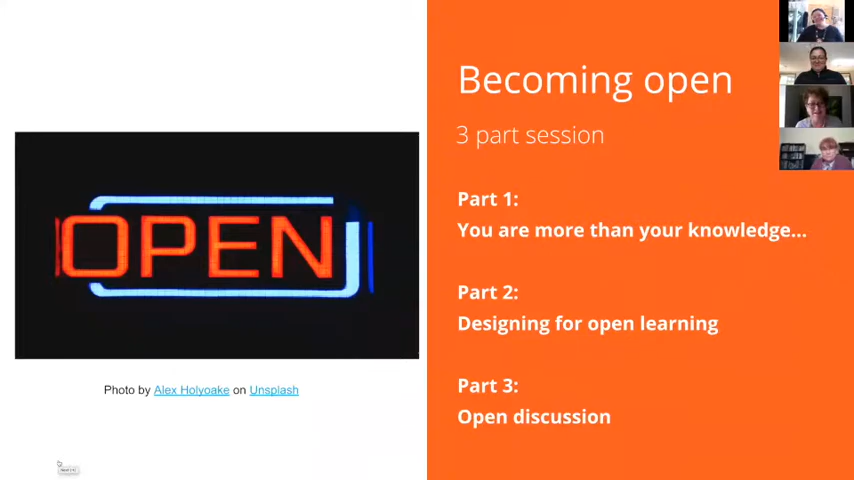 OPEN
Photo by Alex Holyoake on Unsplash
Becoming open
3 part session
Part 1:
You are more than your knowledge...
Part 2:
Designing for open learning
Part 3:
Open discussion